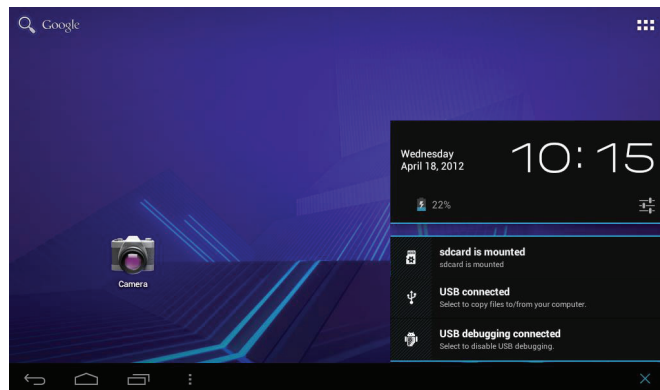 Google
Wednesday
April 18, 2012
10:15
22%
sdcard is mounted
sdcard is mounted
USB connected
Select to copy files to/from your computer.
USB debugging connected
Select to disable USB debugging.
Camera